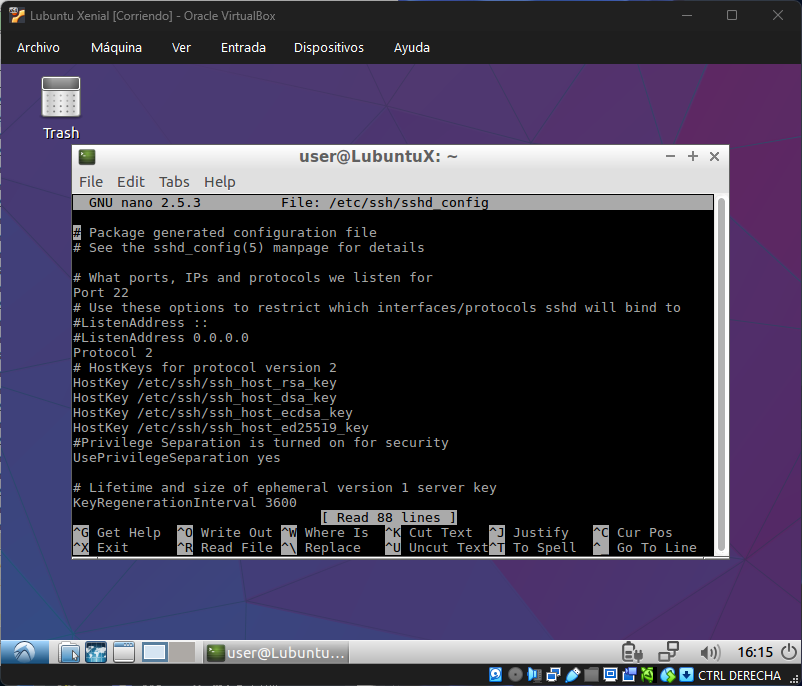 Lubuntu Xenial [Corriendo] - Oracle VirtualBox
Archivo Máquina Ver Entrada Dispositivos Ayuda
Trash
user@LubuntuX: ~
File Edit Tabs Help
GNU nano 2.5.3 File: /etc/ssh/sshd_config
# Package generated configuration file
# See the sshd_config(5) manpage for details
# What ports, IPs and protocols we listen for
Port 22
# Use these options to restrict which interfaces/protocols sshd will bind to
#ListenAddress ::
#ListenAddress 0.0.0.0
Protocol 2
# HostKeys for protocol version 2
HostKey /etc/ssh/ssh_host_rsa_key
HostKey /etc/ssh/ssh_host_dsa_key
HostKey /etc/ssh/ssh_host_ecdsa_key
HostKey /etc/ssh/ssh_host_ed25519_key
#Privilege Separation is turned on for security
UsePrivilegeSeparation yes
# Lifetime and size of ephemeral version 1 server key
KeyRegenerationInterval 3600
[ Read 88 lines ]
^G Get Help ^O Write Out ^W Where Is ^K Cut Text ^J Justify ^C Cur Pos
^X Exit ^R Read File ^\ Replace ^U Uncut Text ^T To Spell ^_ Go To Line
user@Lubuntu...
16:15
CTRL DERECHA